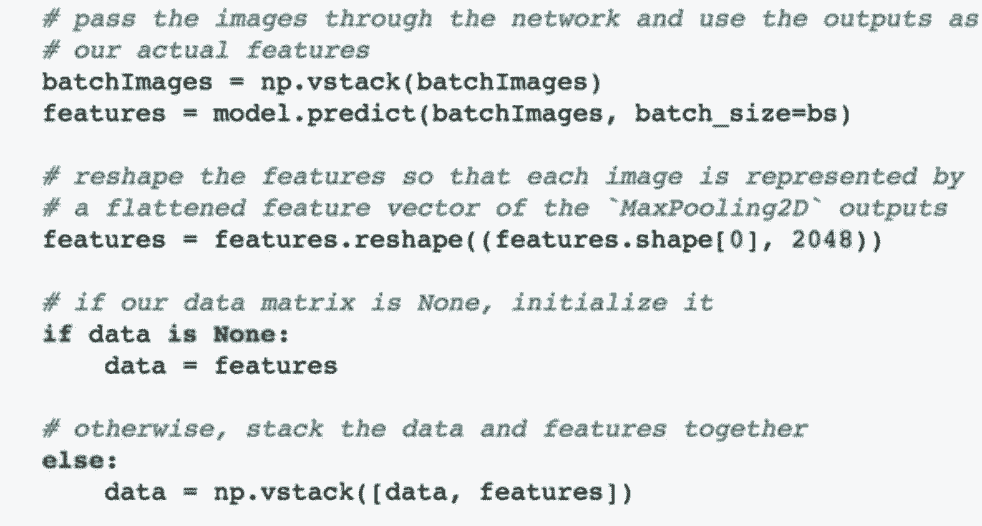 # pass the images through the network and use the outputs as
# our actual features
batchImages = np.vstack(batchImages)
features = model.predict(batchImages, batch_size=bs)
# reshape the features so that each image is represented by
# a flattened feature vector of the `MaxPooling2D` outputs
features = features.reshape((features.shape[0], 2048))
# if our data matrix is None, initialize it
if data is None:
    data = features
# otherwise, stack the data and features together
else:
    data = np.vstack([data, features])